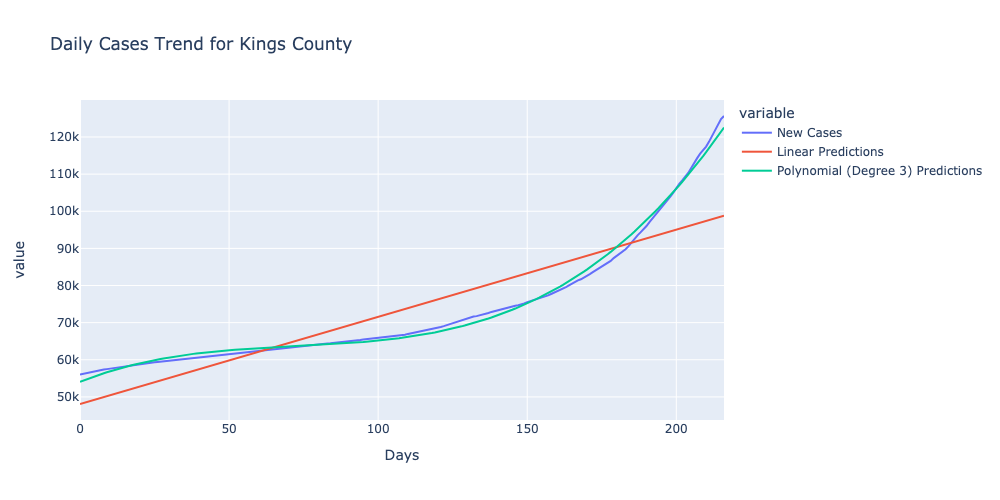 Daily Cases Trend for Kings County
variable
New Cases
Linear Predictions
Polynomial (Degree 3) Predictions
120k
110k
100k
90k
80k
70k
60k
50k
value
0 50 100 150 200
Days